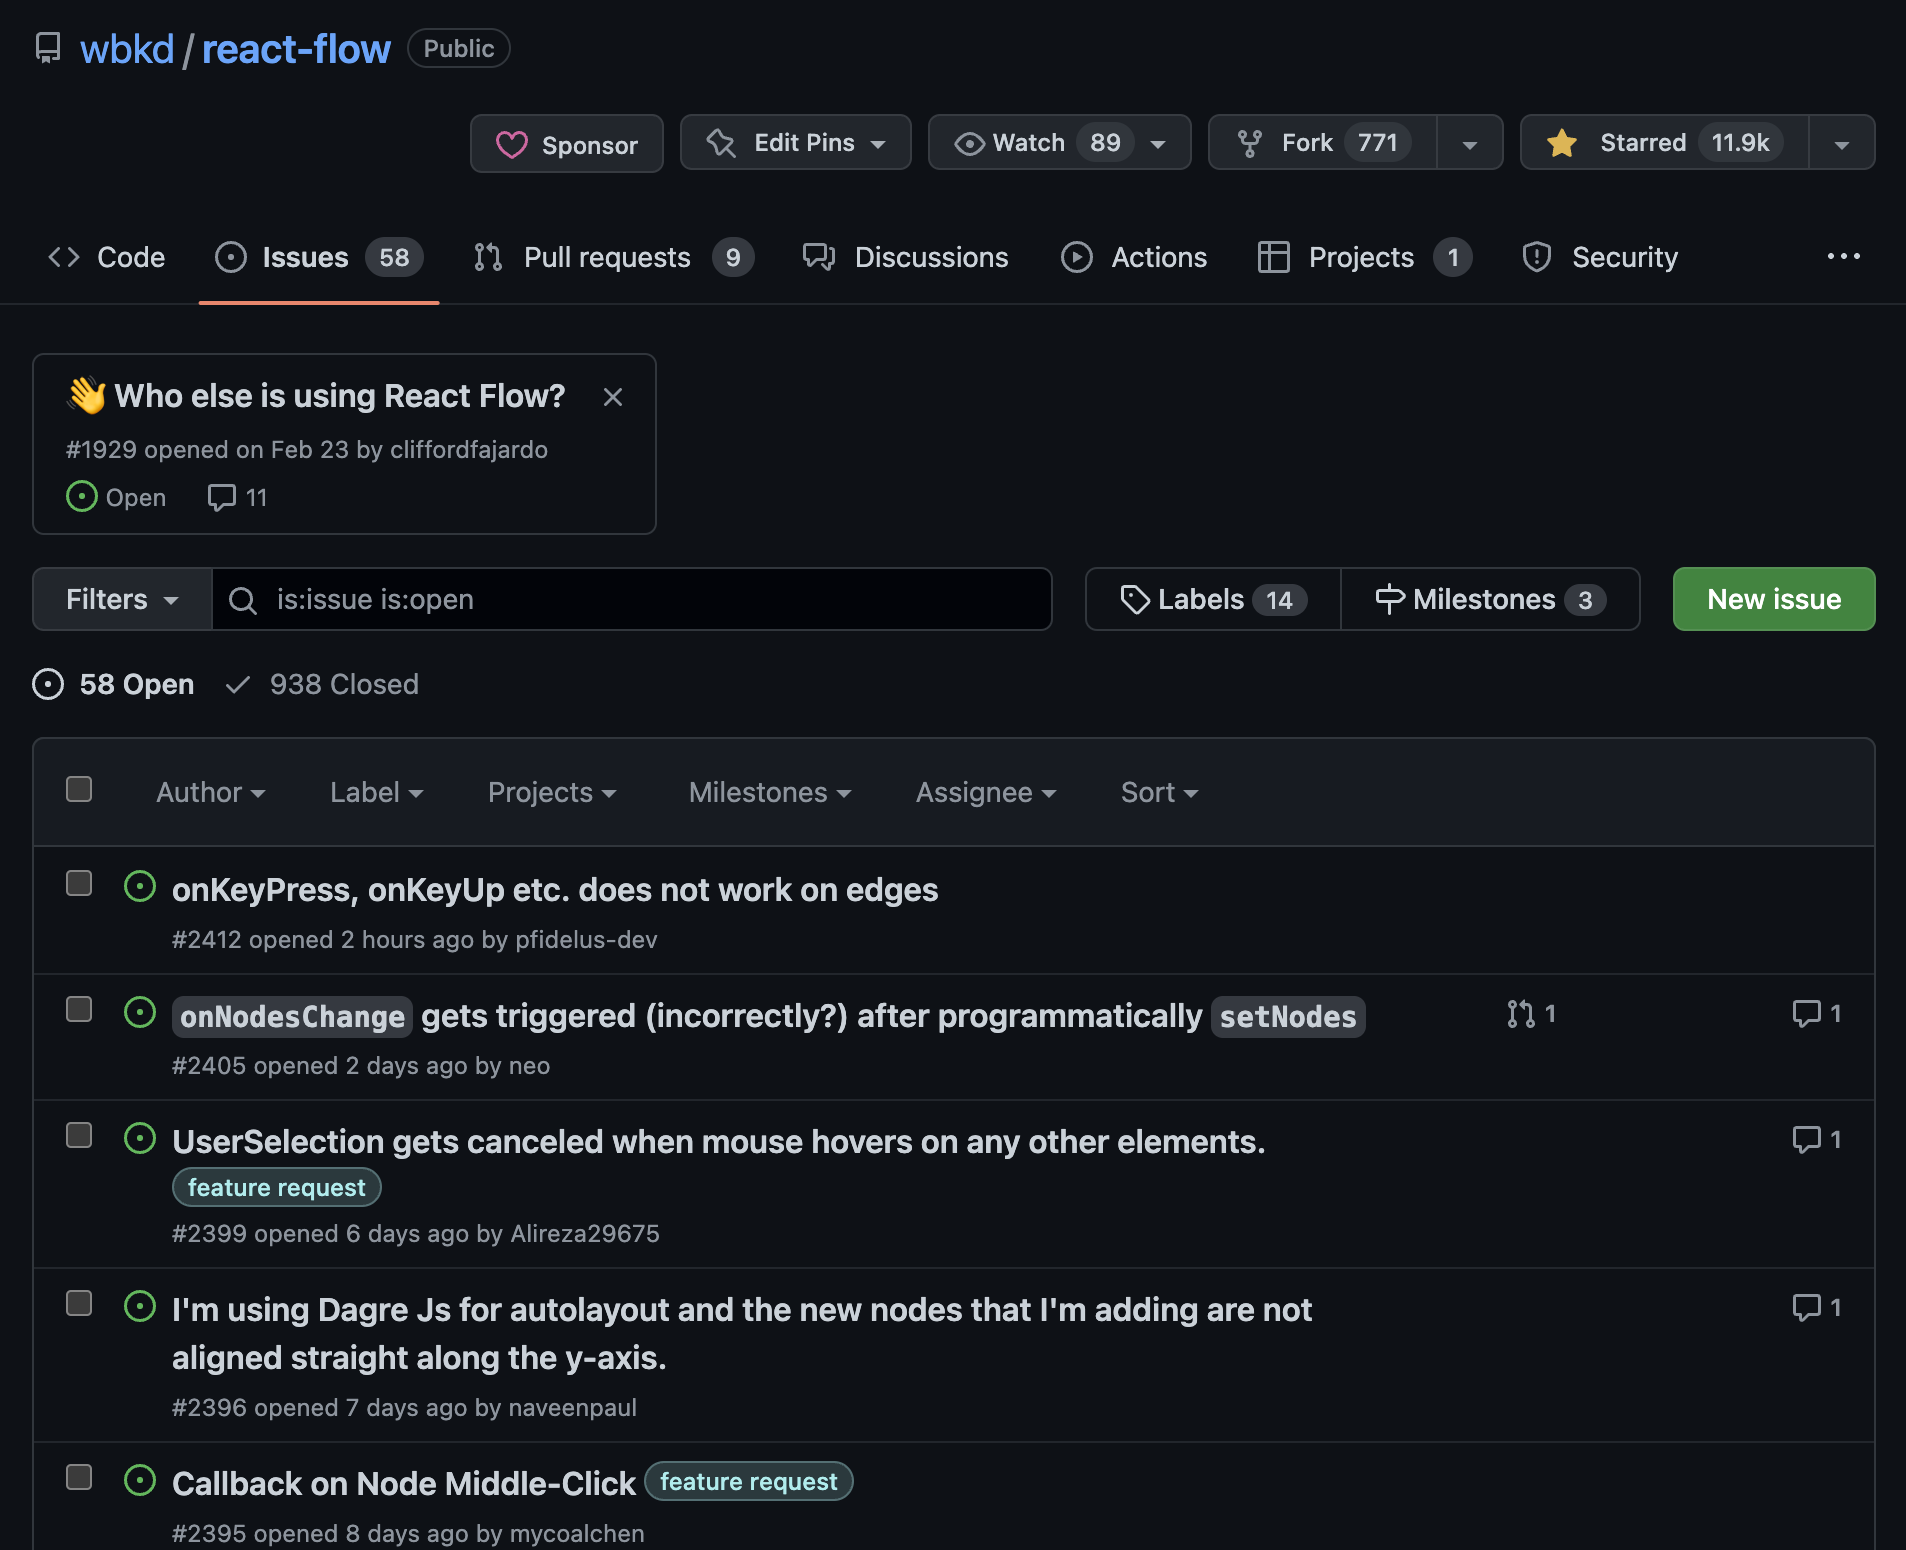 wbkd / react-flow Public
Sponsor Edit Pins Watch 89 Fork 771 Starred 11.9k
Code Issues 58 Pull requests 9 Discussions Actions Projects 1 Security
👋 Who else is using React Flow?
#1929 opened on Feb 23 by cliffordfajardo
Open 11
Filters is:issue is:open Labels 14 Milestones 3 New issue
58 Open 938 Closed
Author Label Projects Milestones Assignee Sort
onKeyPress, onKeyUp etc. does not work on edges
#2412 opened 2 hours ago by pfidelus-dev
onNodesChange gets triggered (incorrectly?) after programmatically setNodes 1 1
#2405 opened 2 days ago by neo
UserSelection gets canceled when mouse hovers on any other elements. 1
feature request
#2399 opened 6 days ago by Alireza29675
I'm using Dagre Js for autolayout and the new nodes that I'm adding are not 1
aligned straight along the y-axis.
#2396 opened 7 days ago by naveenpaul
Callback on Node Middle-Click feature request
#2395 opened 8 days ago by mycoalchen